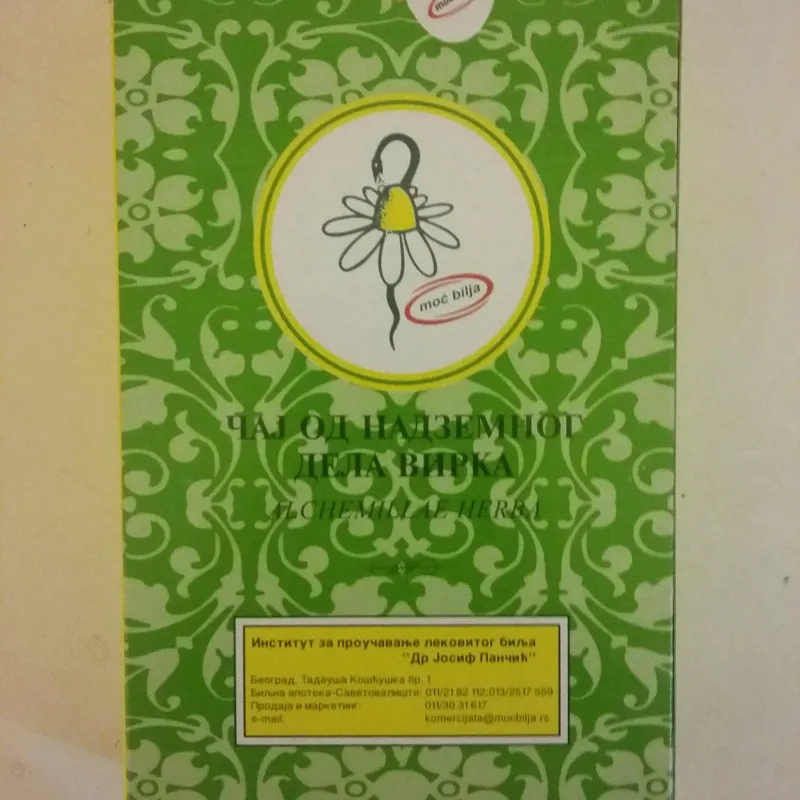 moć
moć bilja
ЧАЈ ОД НАДЗЕМНОГ
ДЕЛА ВИРКА
ALCHEMILLAE HERBA
Институт за проучавање лековитог биља
"Др Јосиф Панчић"
Београд, Тадеуша Кошћушка бр. 1
Биљна апотека-Саветовалиште: 011/21 82 112;013/2517 559
Продаја и маркетинг: 011/30 31 617
e-mail: komercijala@mocbilja.rs